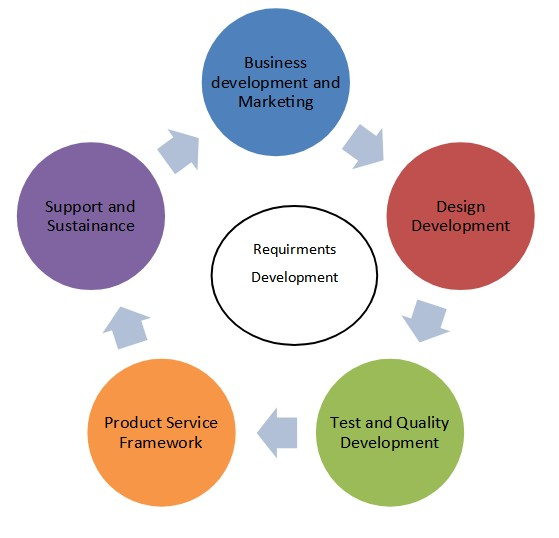 Business
development and
Marketing
Support and
Sustainance
Design
Development
Requirments
Development
Product Service
Framework
Test and Quality
Development